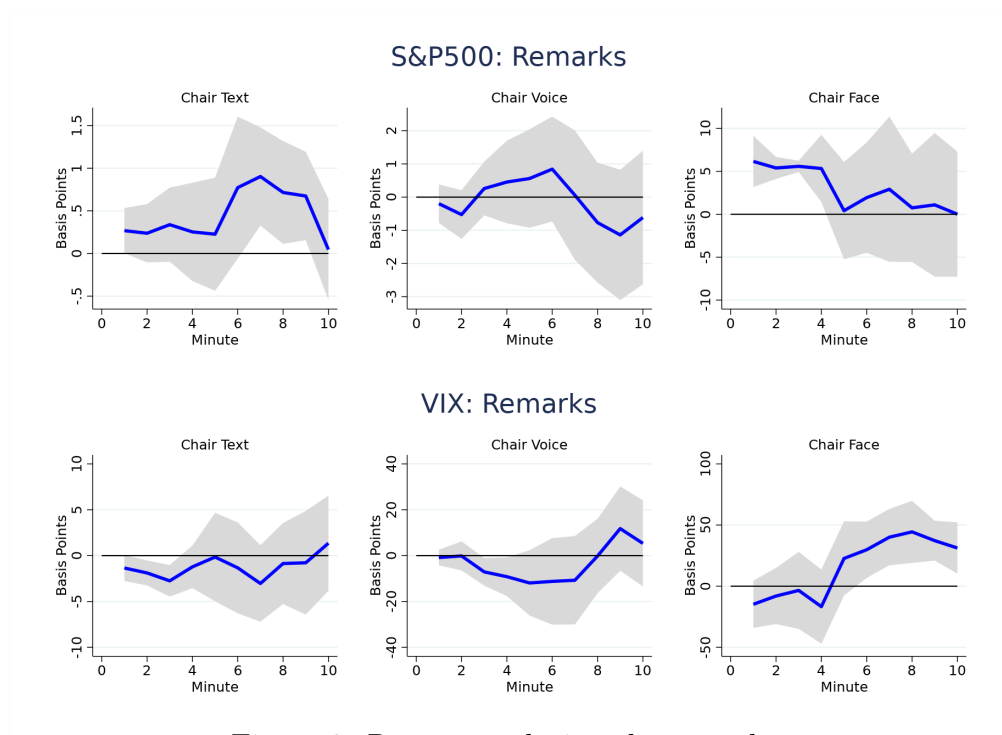 S&P500: Remarks
Chair Text
Chair Voice
Chair Face
Basis Points
1.5
1
.5
0
-.5
0 2 4 6 8 10
Minute
Basis Points
2
1
0
-1
-2
-3
0 2 4 6 8 10
Minute
Basis Points
10
5
0
-5
-10
0 2 4 6 8 10
Minute
VIX: Remarks
Chair Text
Chair Voice
Chair Face
Basis Points
10
5
0
-5
-10
0 2 4 6 8 10
Minute
Basis Points
40
20
0
-20
-40
0 2 4 6 8 10
Minute
Basis Points
100
50
0
-50
0 2 4 6 8 10
Minute